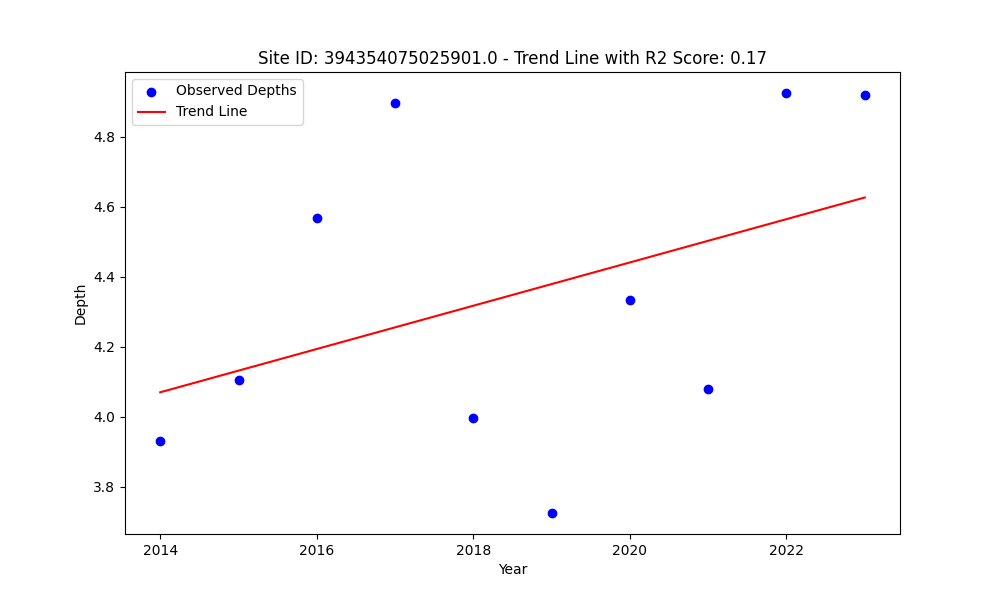 Site ID: 394354075025901.0 - Trend Line with R2 Score: 0.17
Observed Depths
Trend Line
4.8
4.6
4.4
4.2
4.0
3.8
Depth
2014
2016
2018
2020
2022
Year